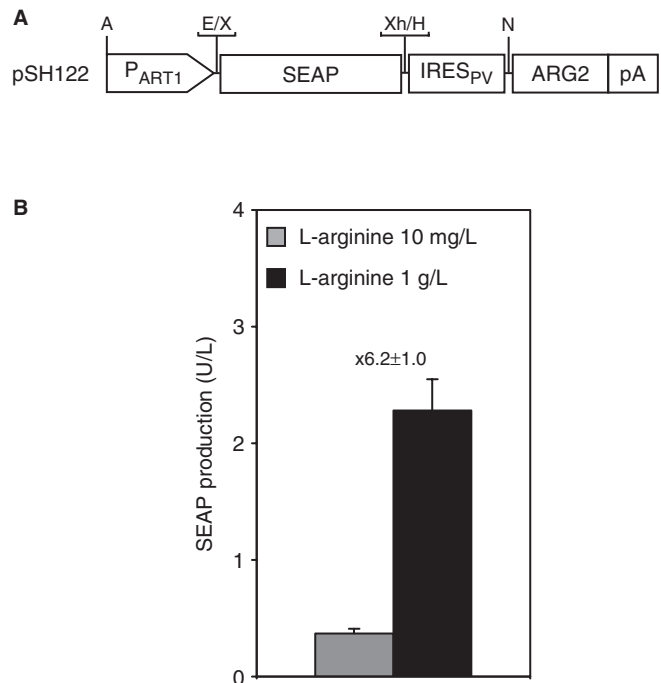 A
A E/X Xh/H N
pSH122 PART1 SEAP IRESPV ARG2 pA
B
4
L-arginine 10 mg/L
L-arginine 1 g/L
3
x6.2±1.0
2
1
0
SEAP production (U/L)